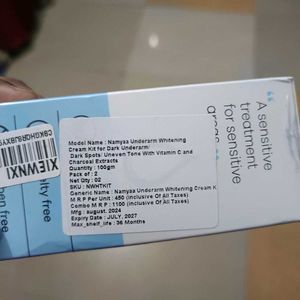 Model Name : Namyaa Underarm Whitening
Cream Kit for Dark Underarm/
Dark Spots/ Uneven Tone With Vitamin C and
Charcoal Extracts
Quantity : 100gm
Pack of : 2
Net Qty : 02
SKU : NWHTKIT
Generic Name : Namyaa Underarm Whitening Cream K
M R P Per Unit : 450 (inclusive Of All Taxes)
Combo M R P : 1100 (inclusive Of All Taxes)
Mfg : august, 2024
Expiry Date : JULY, 2027
Max_shelf_life : 36 Months
A sensitive
treatment
for sensitive
XIEWNXI
lty free
en free